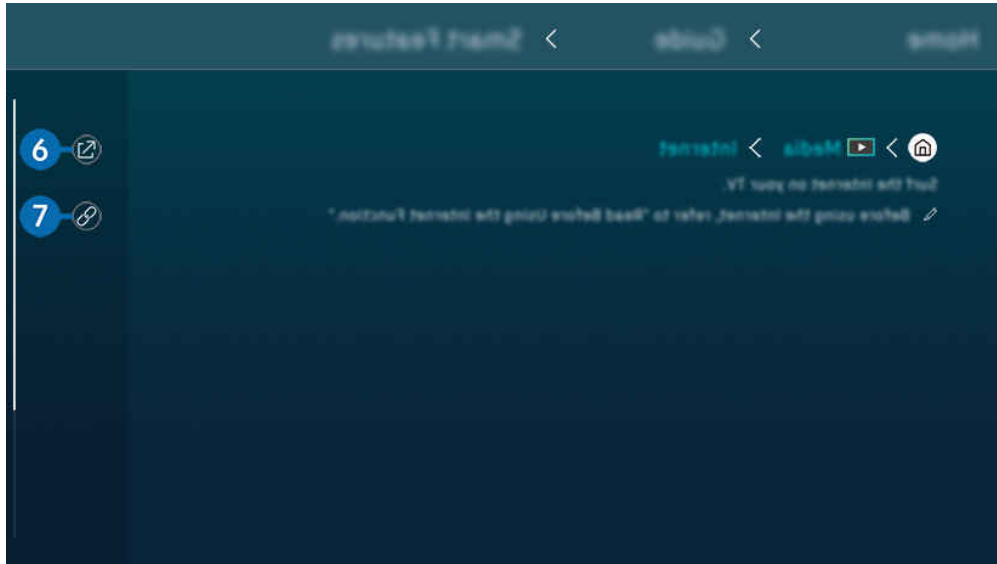 Home > Guide > Smart Features
Media > Internet
Surf the Internet on your TV.
Before using the Internet, refer to "Read Before Using the Internet Function."
6
7